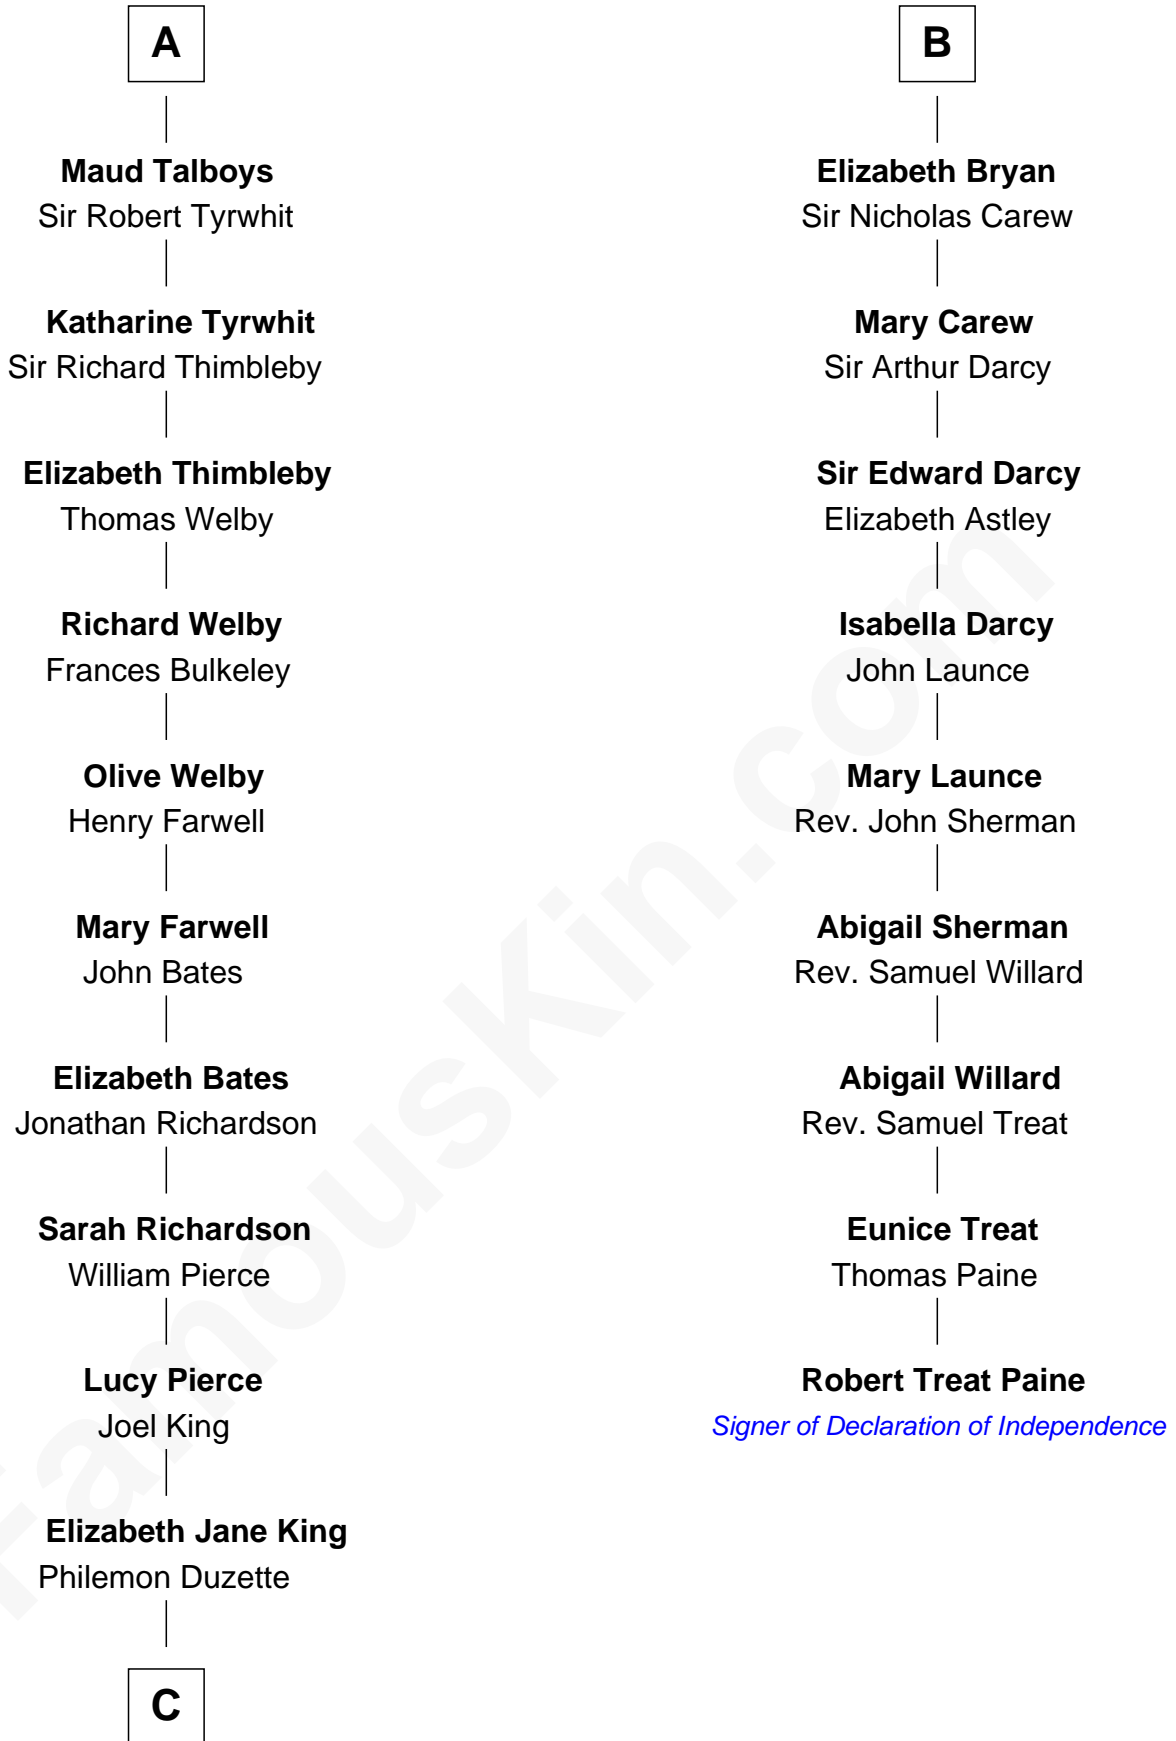 A
Maud Talboys
Sir Robert Tyrwhit
Katharine Tyrwhit
Sir Richard Thimbleby
Elizabeth Thimbleby
Thomas Welby
Richard Welby
Frances Bulkeley
Olive Welby
Henry Farwell
Mary Farwell
John Bates
Elizabeth Bates
Jonathan Richardson
Sarah Richardson
William Pierce
Lucy Pierce
Joel King
Elizabeth Jane King
Philemon Duzette
C
B
Elizabeth Bryan
Sir Nicholas Carew
Mary Carew
Sir Arthur Darcy
Sir Edward Darcy
Elizabeth Astley
Isabella Darcy
John Launce
Mary Launce
Rev. John Sherman
Abigail Sherman
Rev. Samuel Willard
Abigail Willard
Rev. Samuel Treat
Eunice Treat
Thomas Paine
Robert Treat Paine
Signer of Declaration of Independence
FamousKin.com